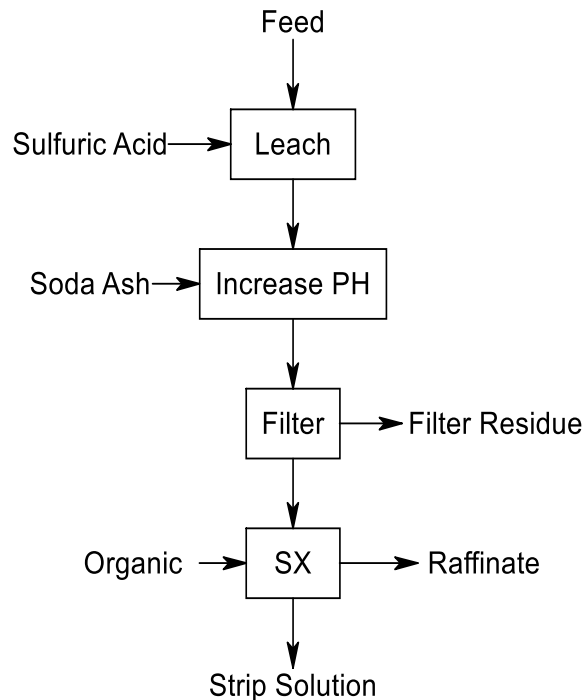 Feed
Sulfuric Acid
Leach
Soda Ash
Increase PH
Filter
Filter Residue
Organic
SX
Raffinate
Strip Solution